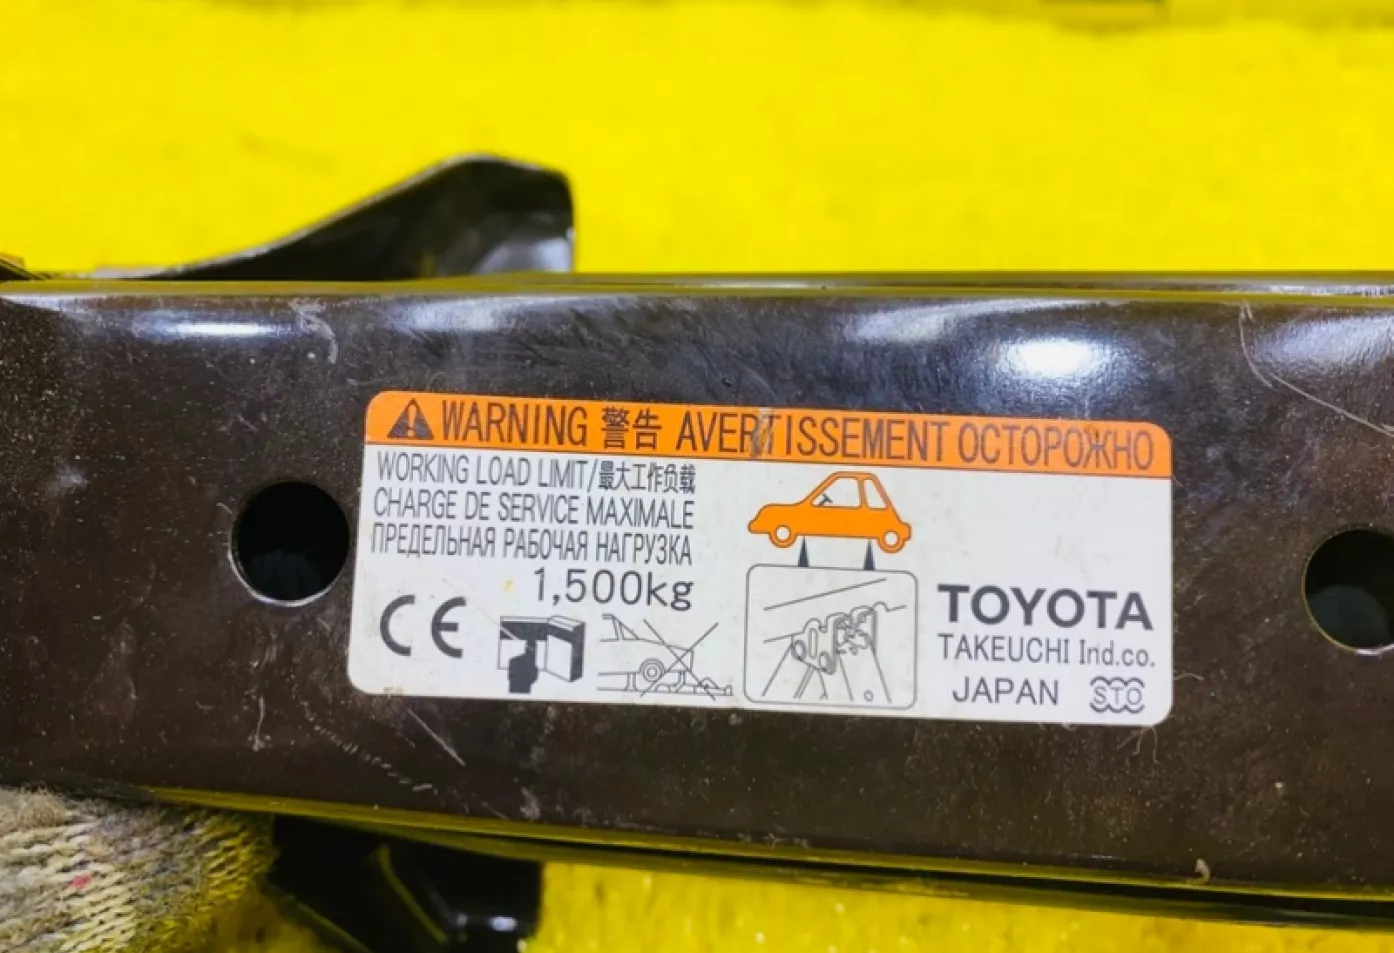 WARNING 警告 AVERTISSEMENT ОСТОРОЖНО
WORKING LOAD LIMIT/最大工作负载
CHARGE DE SERVICE MAXIMALE
ПРЕДЕЛЬНАЯ РАБОЧАЯ НАГРУЗКА
1,500kg
CE
TOYOTA
TAKEUCHI Ind.co.
JAPAN STO